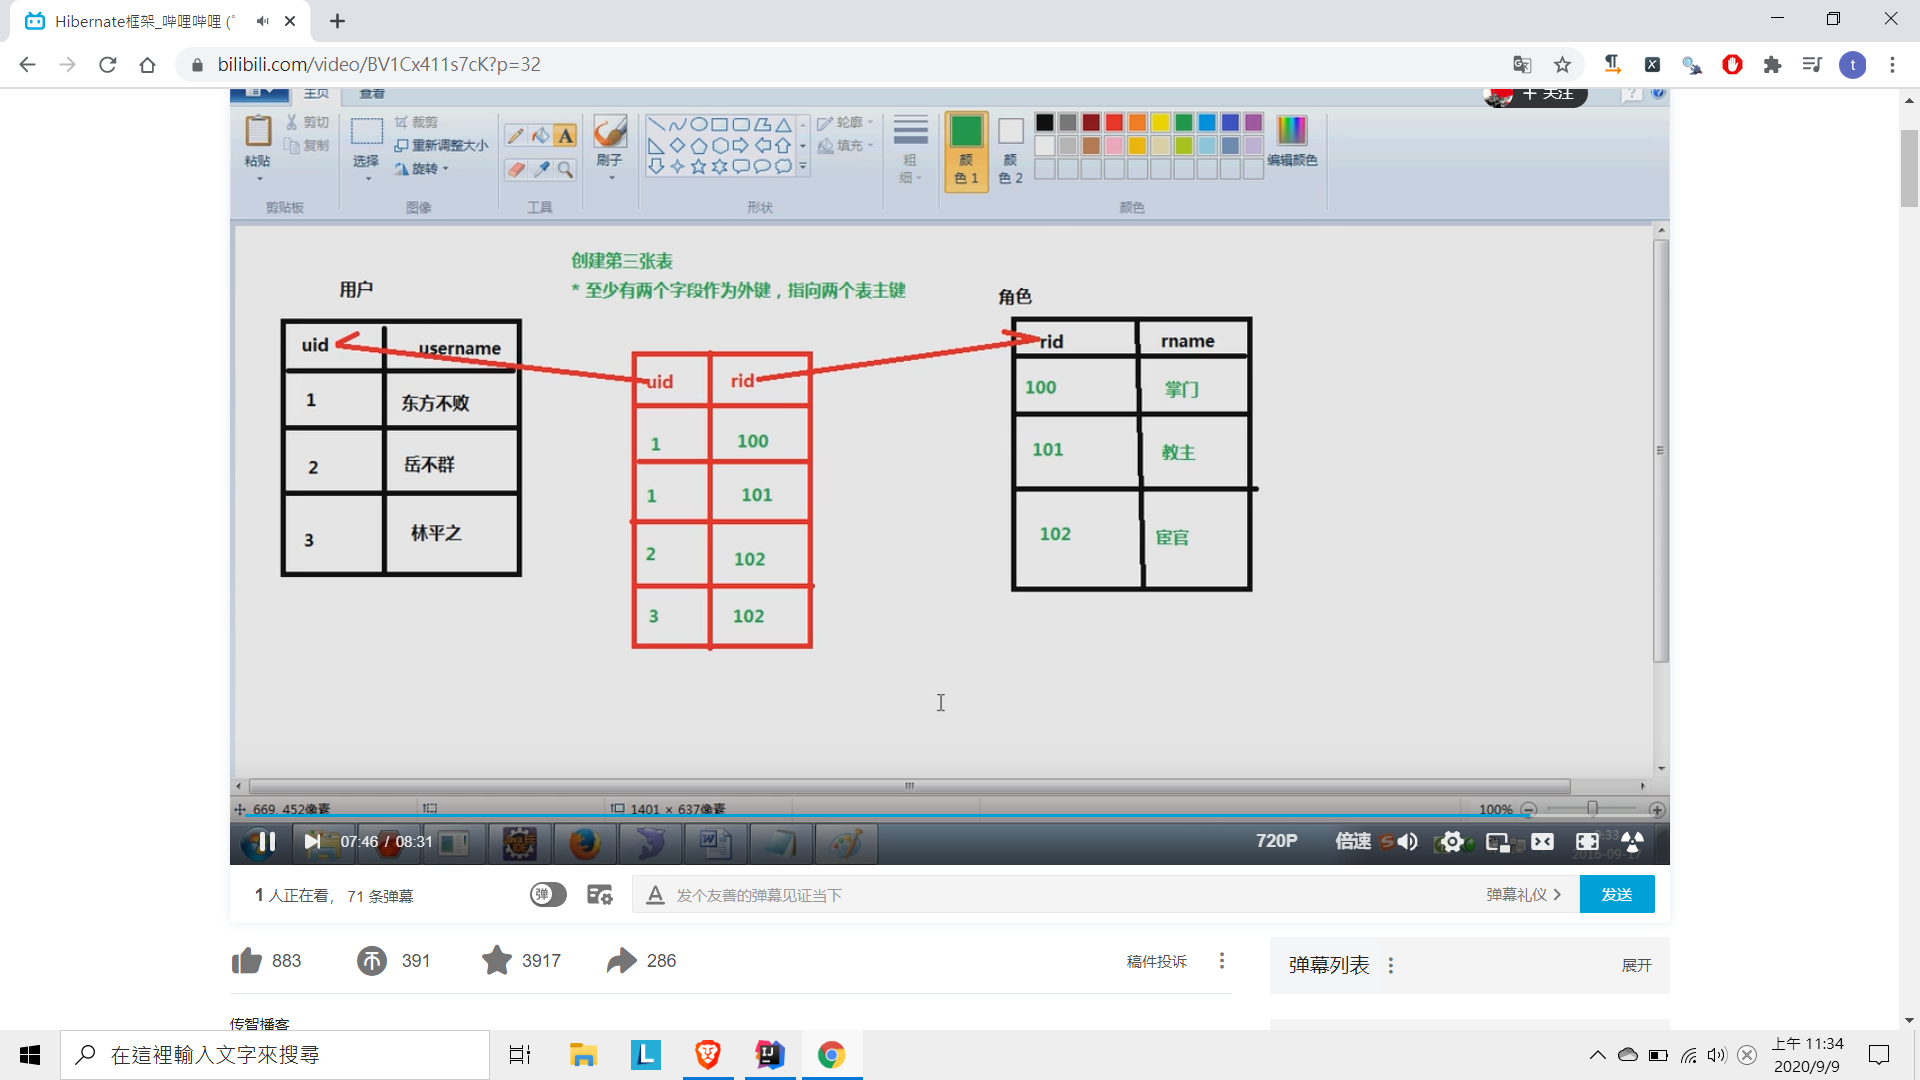 Hibernate框架_哔哩哔哩 (゜
bilibili.com/video/BV1Cx411s7cK?p=32
t
主页
查看
+ 关注
剪切
复制
粘贴
剪贴板
选择
裁剪
重新调整大小
旋转
图像
A
工具
刷子
轮廓
填充
形状
粗细
颜色 1
颜色 2
编辑颜色
颜色
创建第三张表
* 至少有两个字段作为外键，指向两个表主键
用户
uid username
1 东方不败
2 岳不群
3 林平之
uid rid
1 100
1 101
2 102
3 102
角色
rid rname
100 掌门
101 教主
102 宦官
669, 452像素
1401 × 637像素
100%
07:46 / 08:31
720P
倍速
2016-09-17
1 人正在看， 71 条弹幕
弹
A 发个友善的弹幕见证当下
弹幕礼仪 >
发送
883
391
3917
286
稿件投诉
弹幕列表
展开
传智播客
在這裡輸入文字來搜尋
L
IJ
上午 11:34
2020/9/9